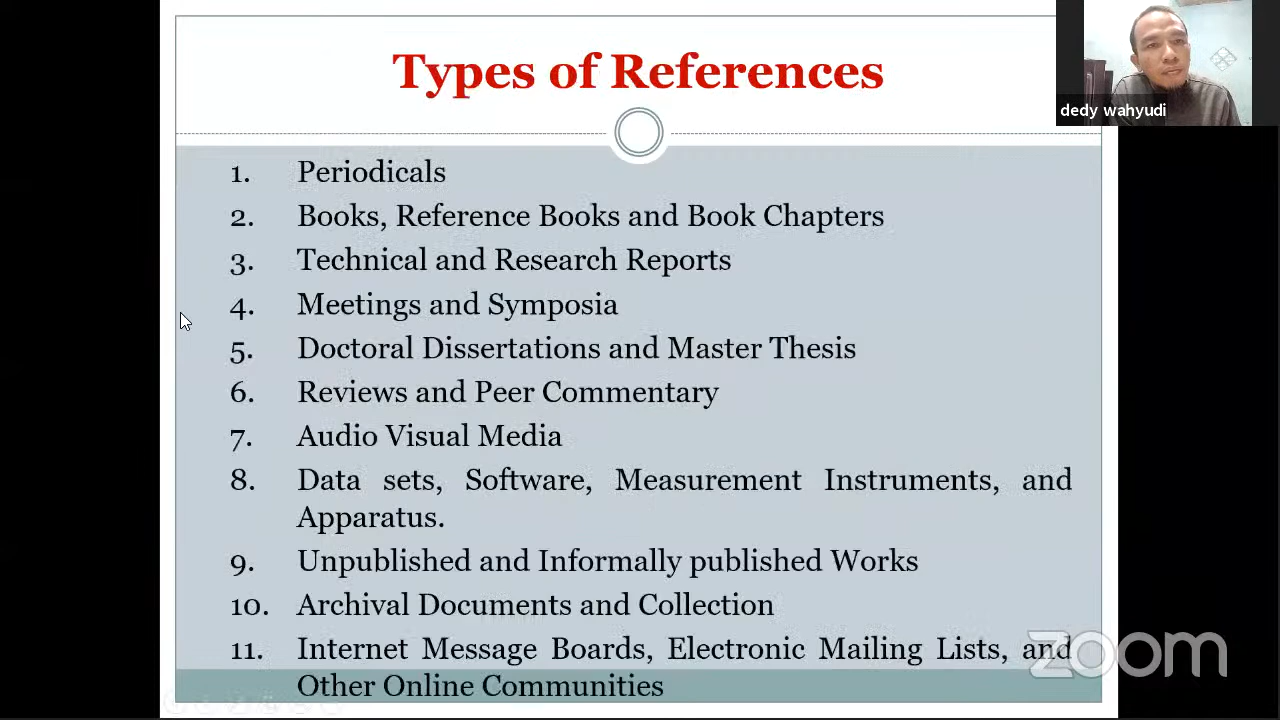 Types of References
dedy wahyudi
1. Periodicals
2. Books, Reference Books and Book Chapters
3. Technical and Research Reports
4. Meetings and Symposia
5. Doctoral Dissertations and Master Thesis
6. Reviews and Peer Commentary
7. Audio Visual Media
8. Data sets, Software, Measurement Instruments, and
Apparatus.
9. Unpublished and Informally published Works
10. Archival Documents and Collection
11. Internet Message Boards, Electronic Mailing Lists, and
Other Online Communities
zoom